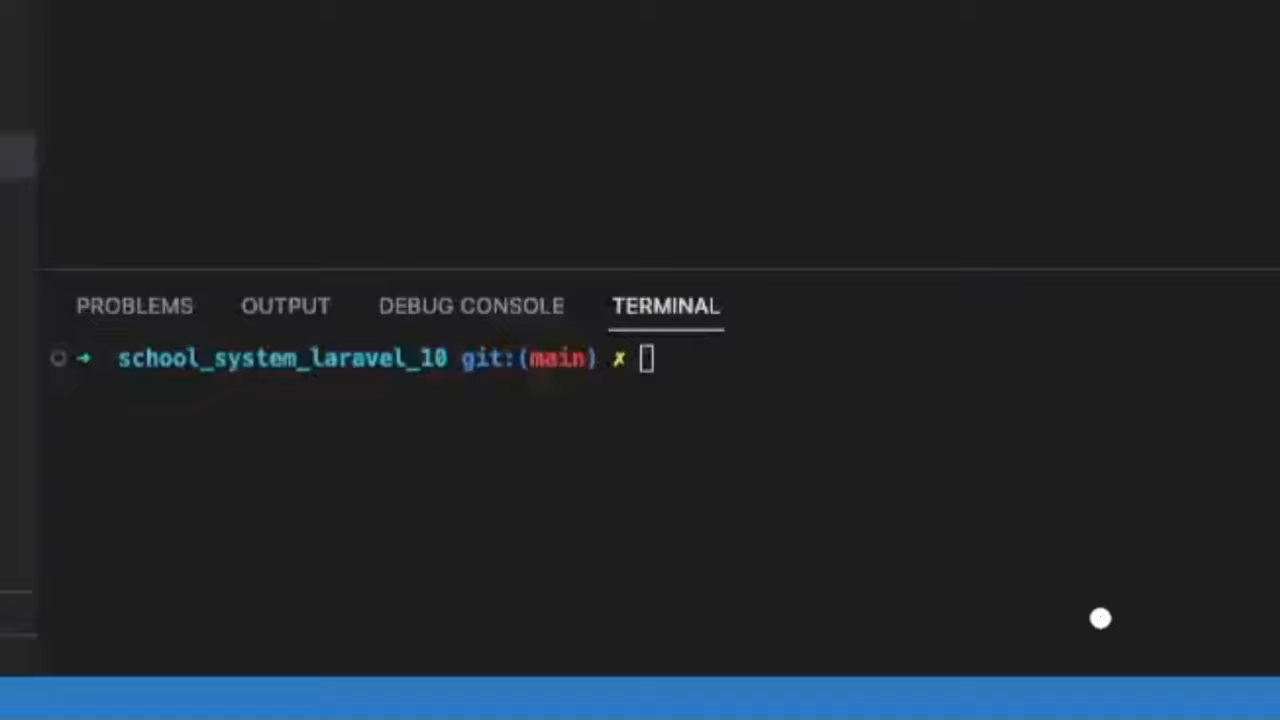 PROBLEMS OUTPUT DEBUG CONSOLE TERMINAL
➜ school_system_laravel_10 git:(main) ✗